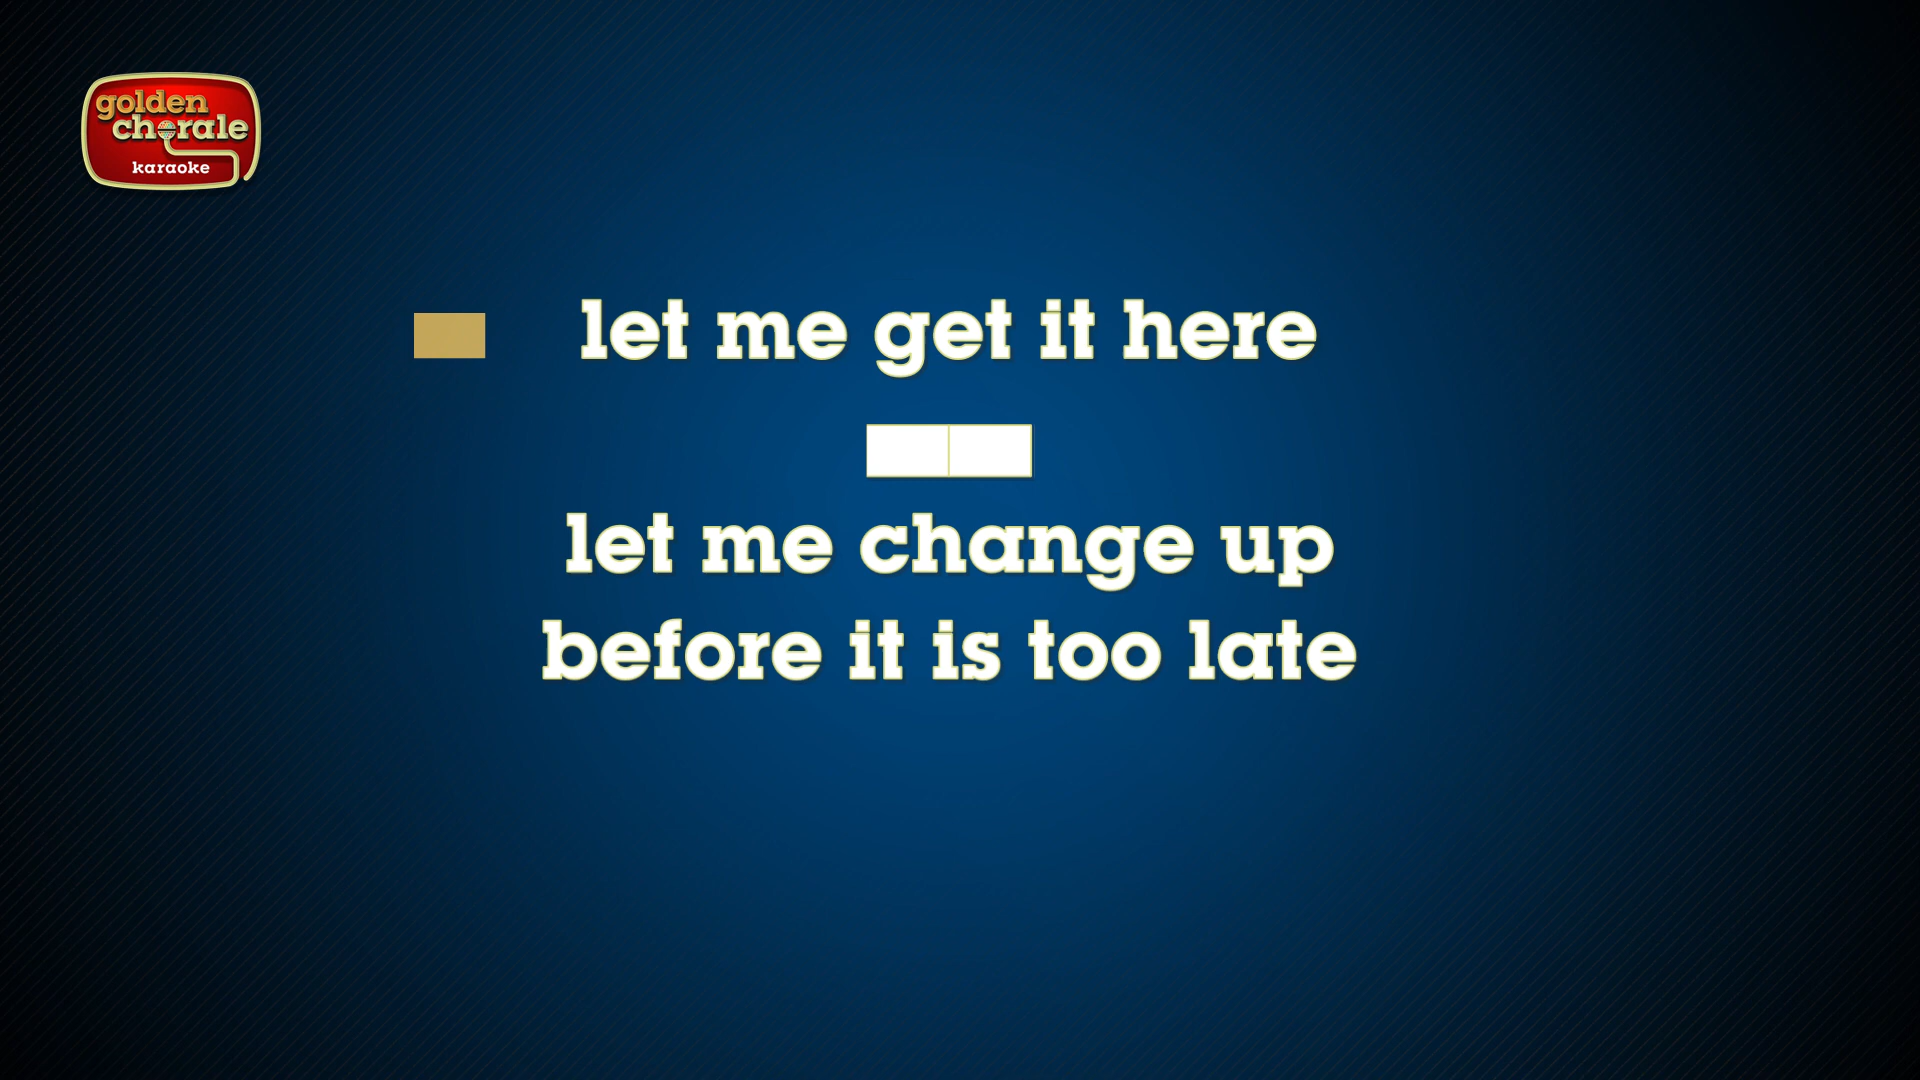 golden
chorale
karaoke
let me get it here
let me change up
before it is too late